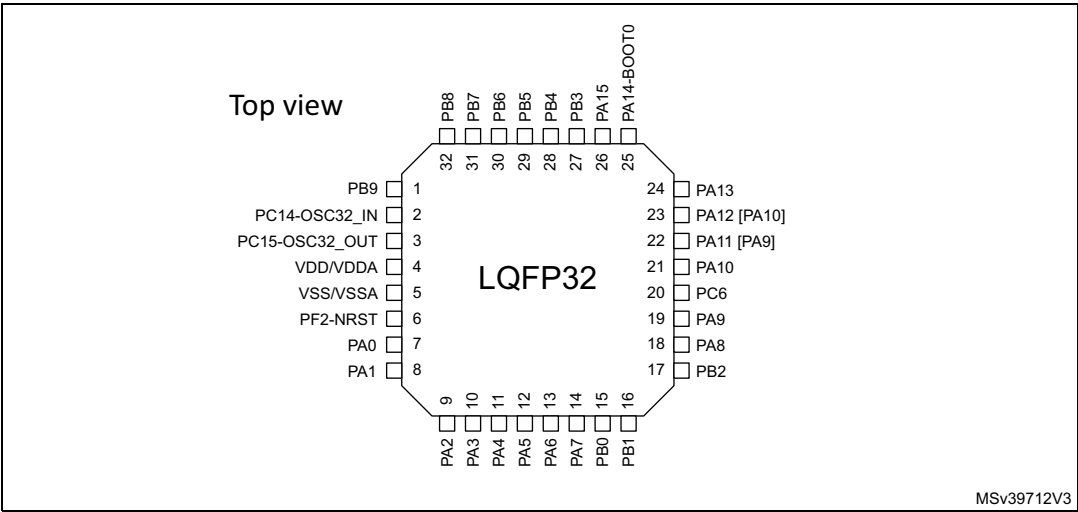 Top view
PB8
PB7
PB6
PB5
PB4
PB3
PA15
PA14-BOOT0
32
31
30
29
28
27
26
25
PB9 1
PC14-OSC32_IN 2
PC15-OSC32_OUT 3
VDD/VDDA 4
VSS/VSSA 5
PF2-NRST 6
PA0 7
PA1 8
LQFP32
24 PA13
23 PA12 [PA10]
22 PA11 [PA9]
21 PA10
20 PC6
19 PA9
18 PA8
17 PB2
9
10
11
12
13
14
15
16
PA2
PA3
PA4
PA5
PA6
PA7
PB0
PB1
MSv39712V3